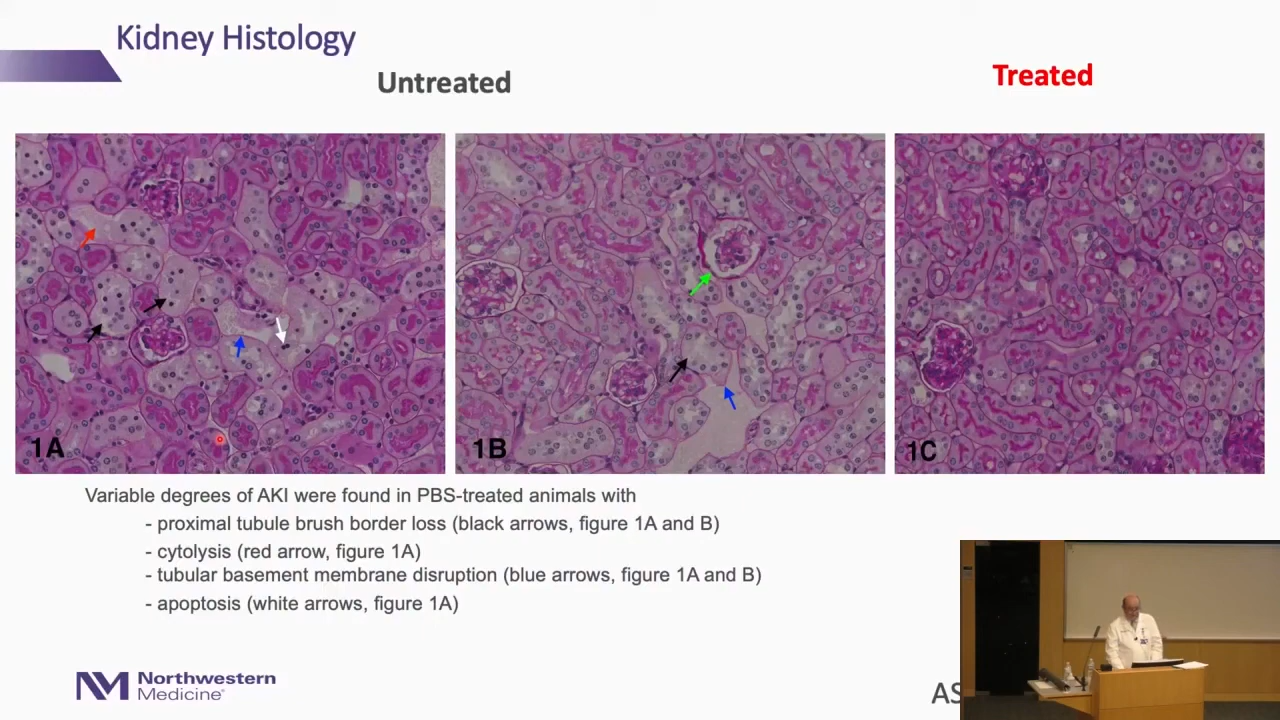 Kidney Histology
Untreated
Treated
1A
1B
1C
Variable degrees of AKI were found in PBS-treated animals with
- proximal tubule brush border loss (black arrows, figure 1A and B)
- cytolysis (red arrow, figure 1A)
- tubular basement membrane disruption (blue arrows, figure 1A and B)
- apoptosis (white arrows, figure 1A)
Northwestern
Medicine®
AS